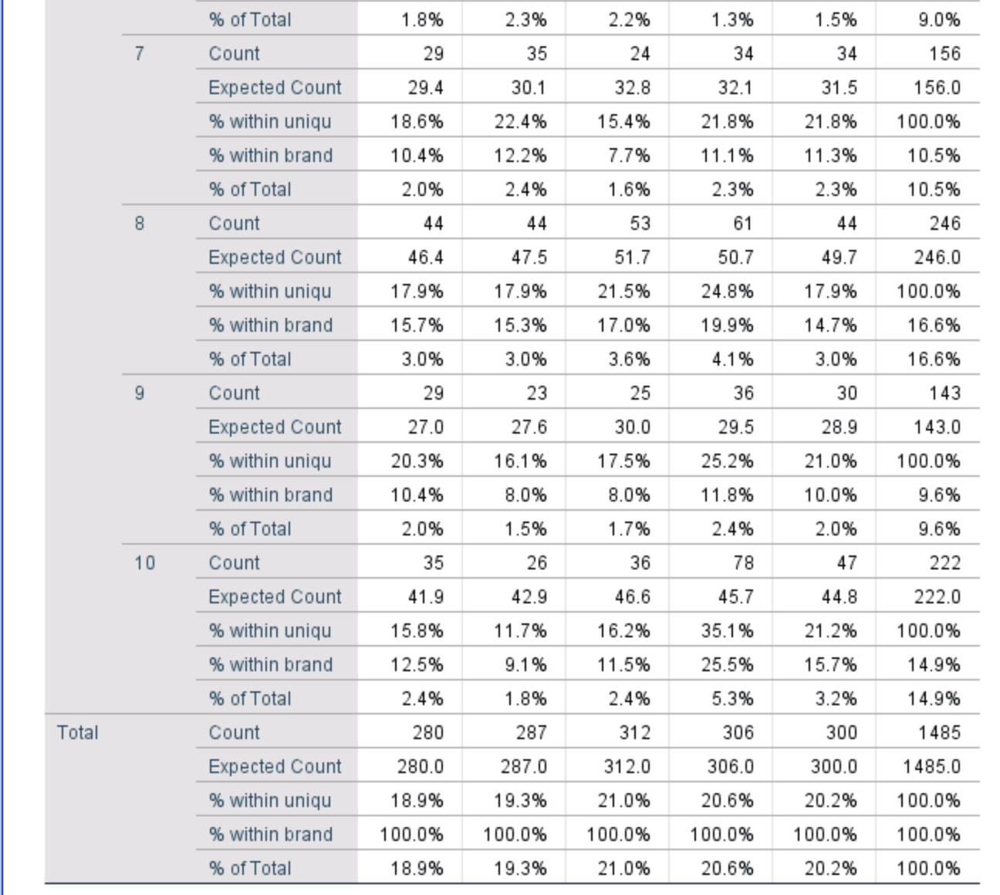 % of Total 1.8% 2.3% 2.2% 1.3% 1.5% 9.0%
7 Count 29 35 24 34 34 156
Expected Count 29.4 30.1 32.8 32.1 31.5 156.0
% within uniqu 18.6% 22.4% 15.4% 21.8% 21.8% 100.0%
% within brand 10.4% 12.2% 7.7% 11.1% 11.3% 10.5%
% of Total 2.0% 2.4% 1.6% 2.3% 2.3% 10.5%
8 Count 44 44 53 61 44 246
Expected Count 46.4 47.5 51.7 50.7 49.7 246.0
% within uniqu 17.9% 17.9% 21.5% 24.8% 17.9% 100.0%
% within brand 15.7% 15.3% 17.0% 19.9% 14.7% 16.6%
% of Total 3.0% 3.0% 3.6% 4.1% 3.0% 16.6%
9 Count 29 23 25 36 30 143
Expected Count 27.0 27.6 30.0 29.5 28.9 143.0
% within uniqu 20.3% 16.1% 17.5% 25.2% 21.0% 100.0%
% within brand 10.4% 8.0% 8.0% 11.8% 10.0% 9.6%
% of Total 2.0% 1.5% 1.7% 2.4% 2.0% 9.6%
10 Count 35 26 36 78 47 222
Expected Count 41.9 42.9 46.6 45.7 44.8 222.0
% within uniqu 15.8% 11.7% 16.2% 35.1% 21.2% 100.0%
% within brand 12.5% 9.1% 11.5% 25.5% 15.7% 14.9%
% of Total 2.4% 1.8% 2.4% 5.3% 3.2% 14.9%
Total Count 280 287 312 306 300 1485
Expected Count 280.0 287.0 312.0 306.0 300.0 1485.0
% within uniqu 18.9% 19.3% 21.0% 20.6% 20.2% 100.0%
% within brand 100.0% 100.0% 100.0% 100.0% 100.0% 100.0%
% of Total 18.9% 19.3% 21.0% 20.6% 20.2% 100.0%